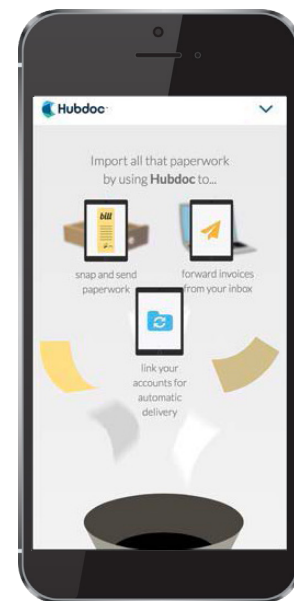 Hubdoc™
Import all that paperwork
by using Hubdoc to...
bill
snap and send
paperwork
forward invoices
from your inbox
link your
accounts for
automatic
delivery